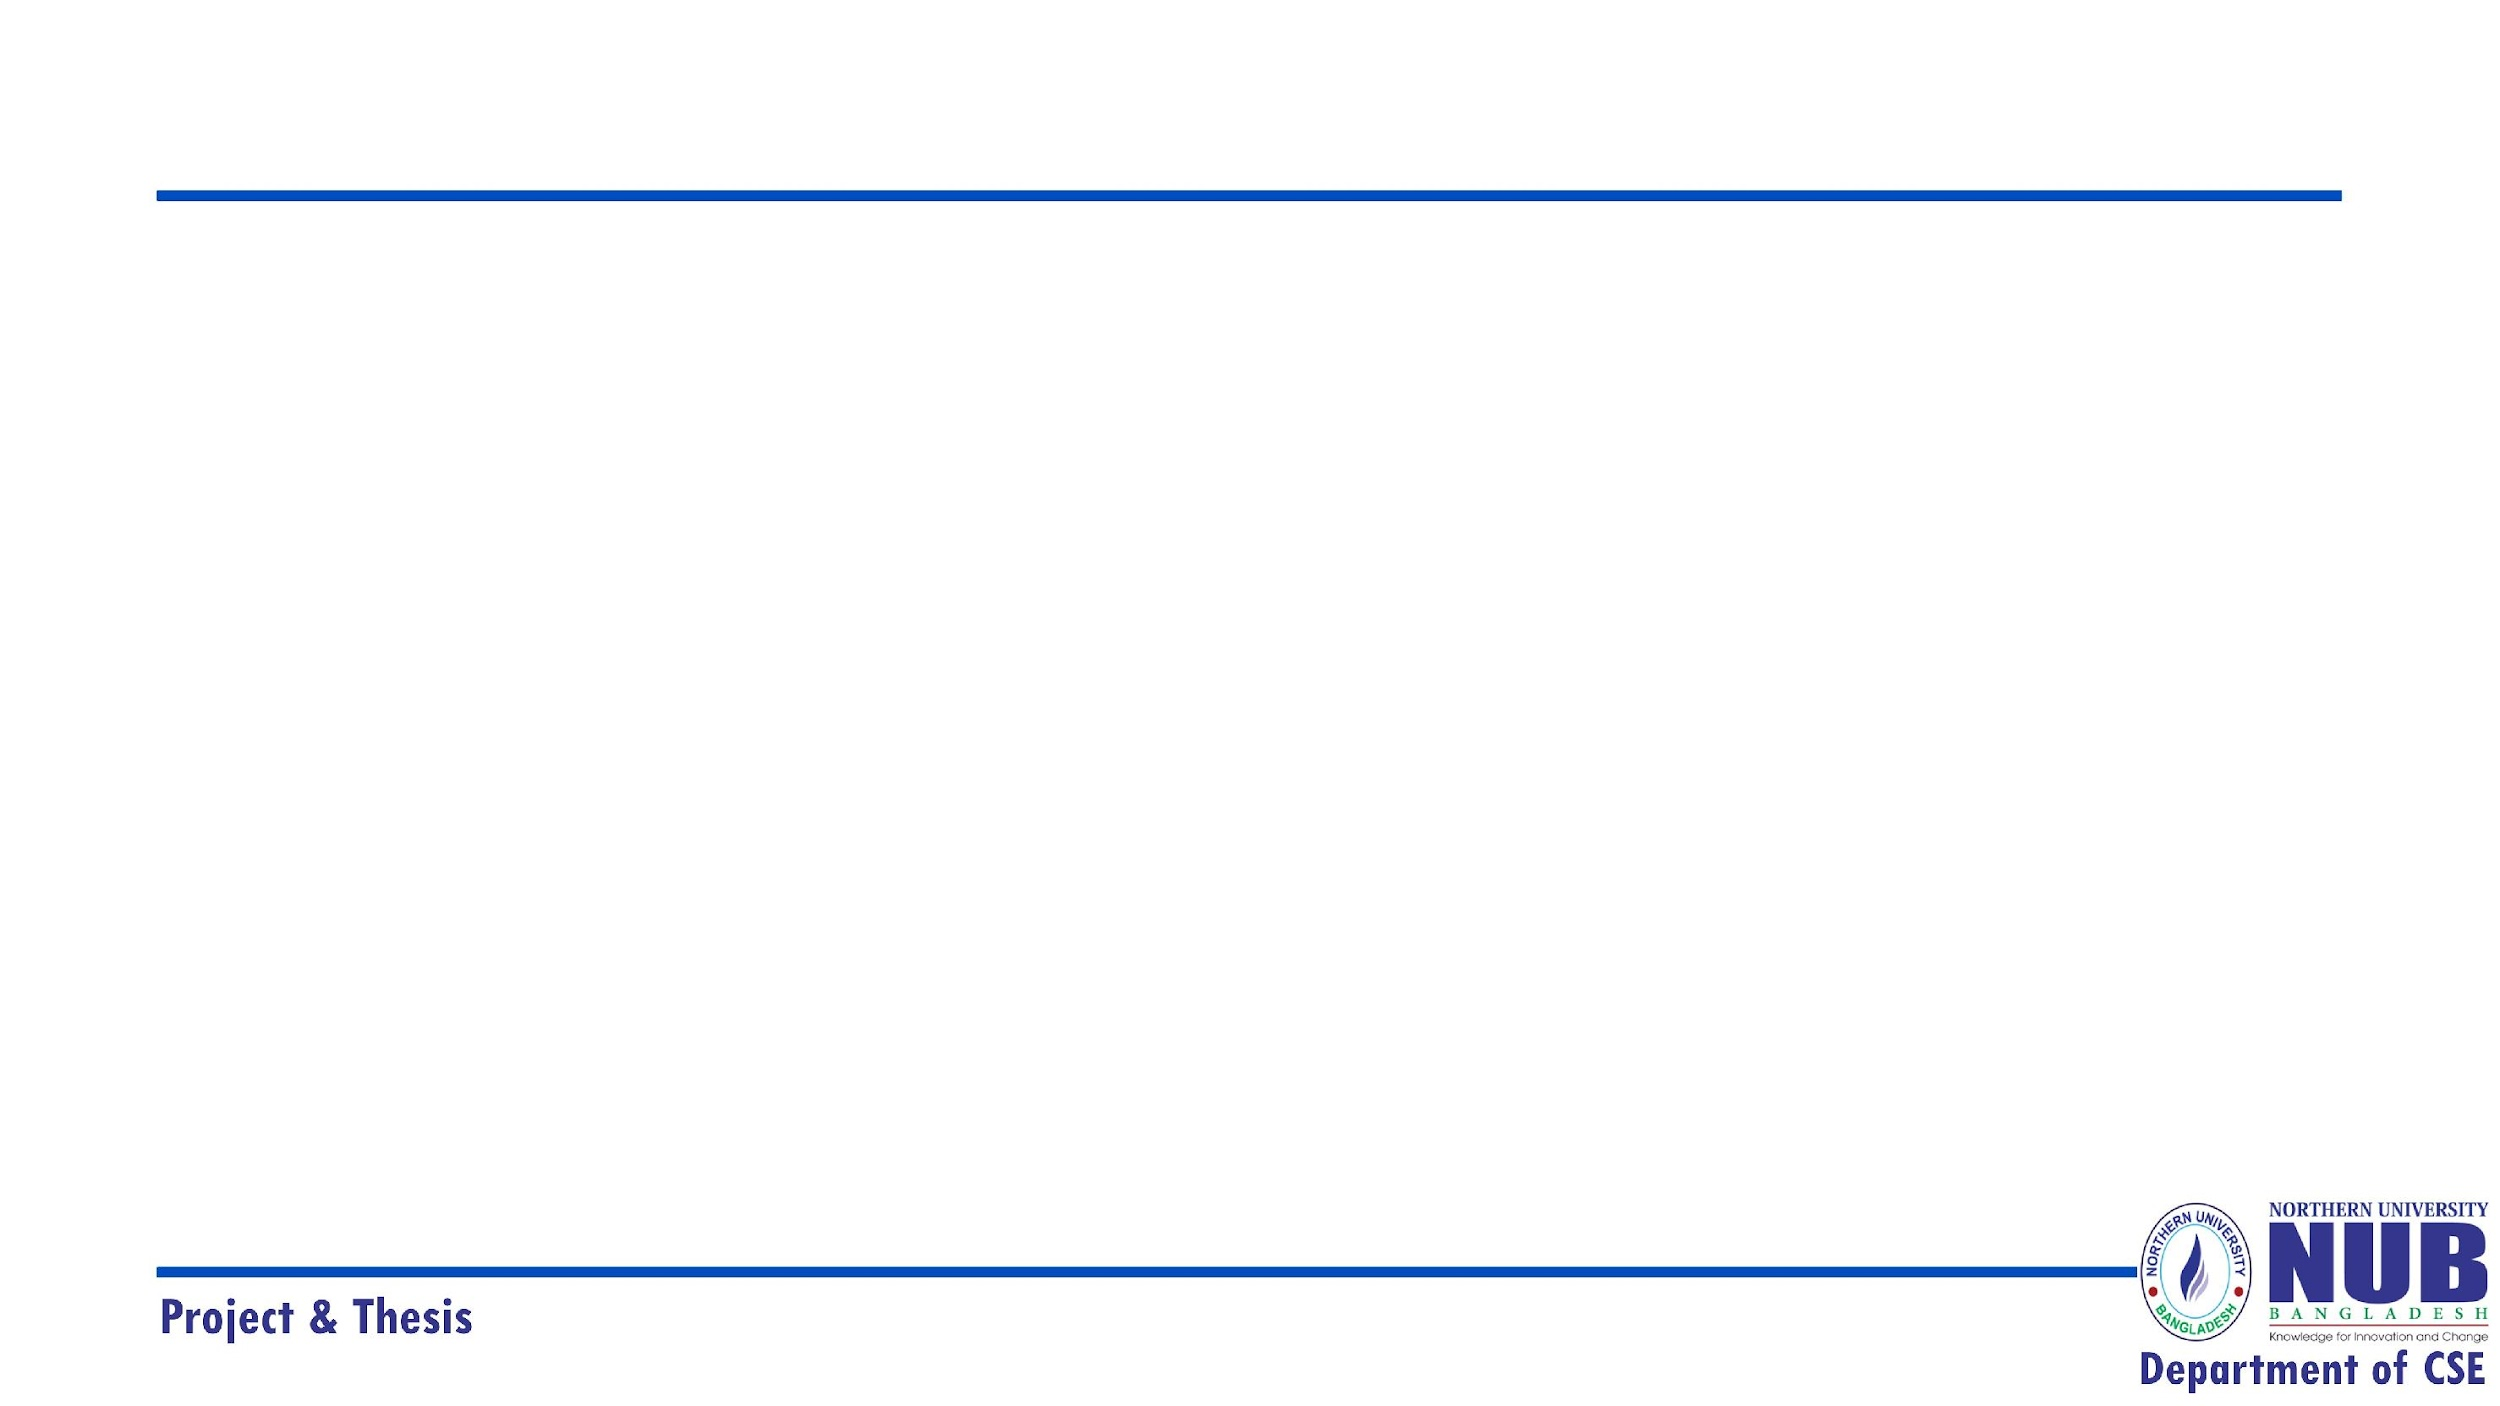 Project & Thesis
NORTHERN UNIVERSITY
BANGLADESH
NORTHERN UNIVERSITY
NUB
BANGLADESH
Knowledge for Innovation and Change
Department of CSE